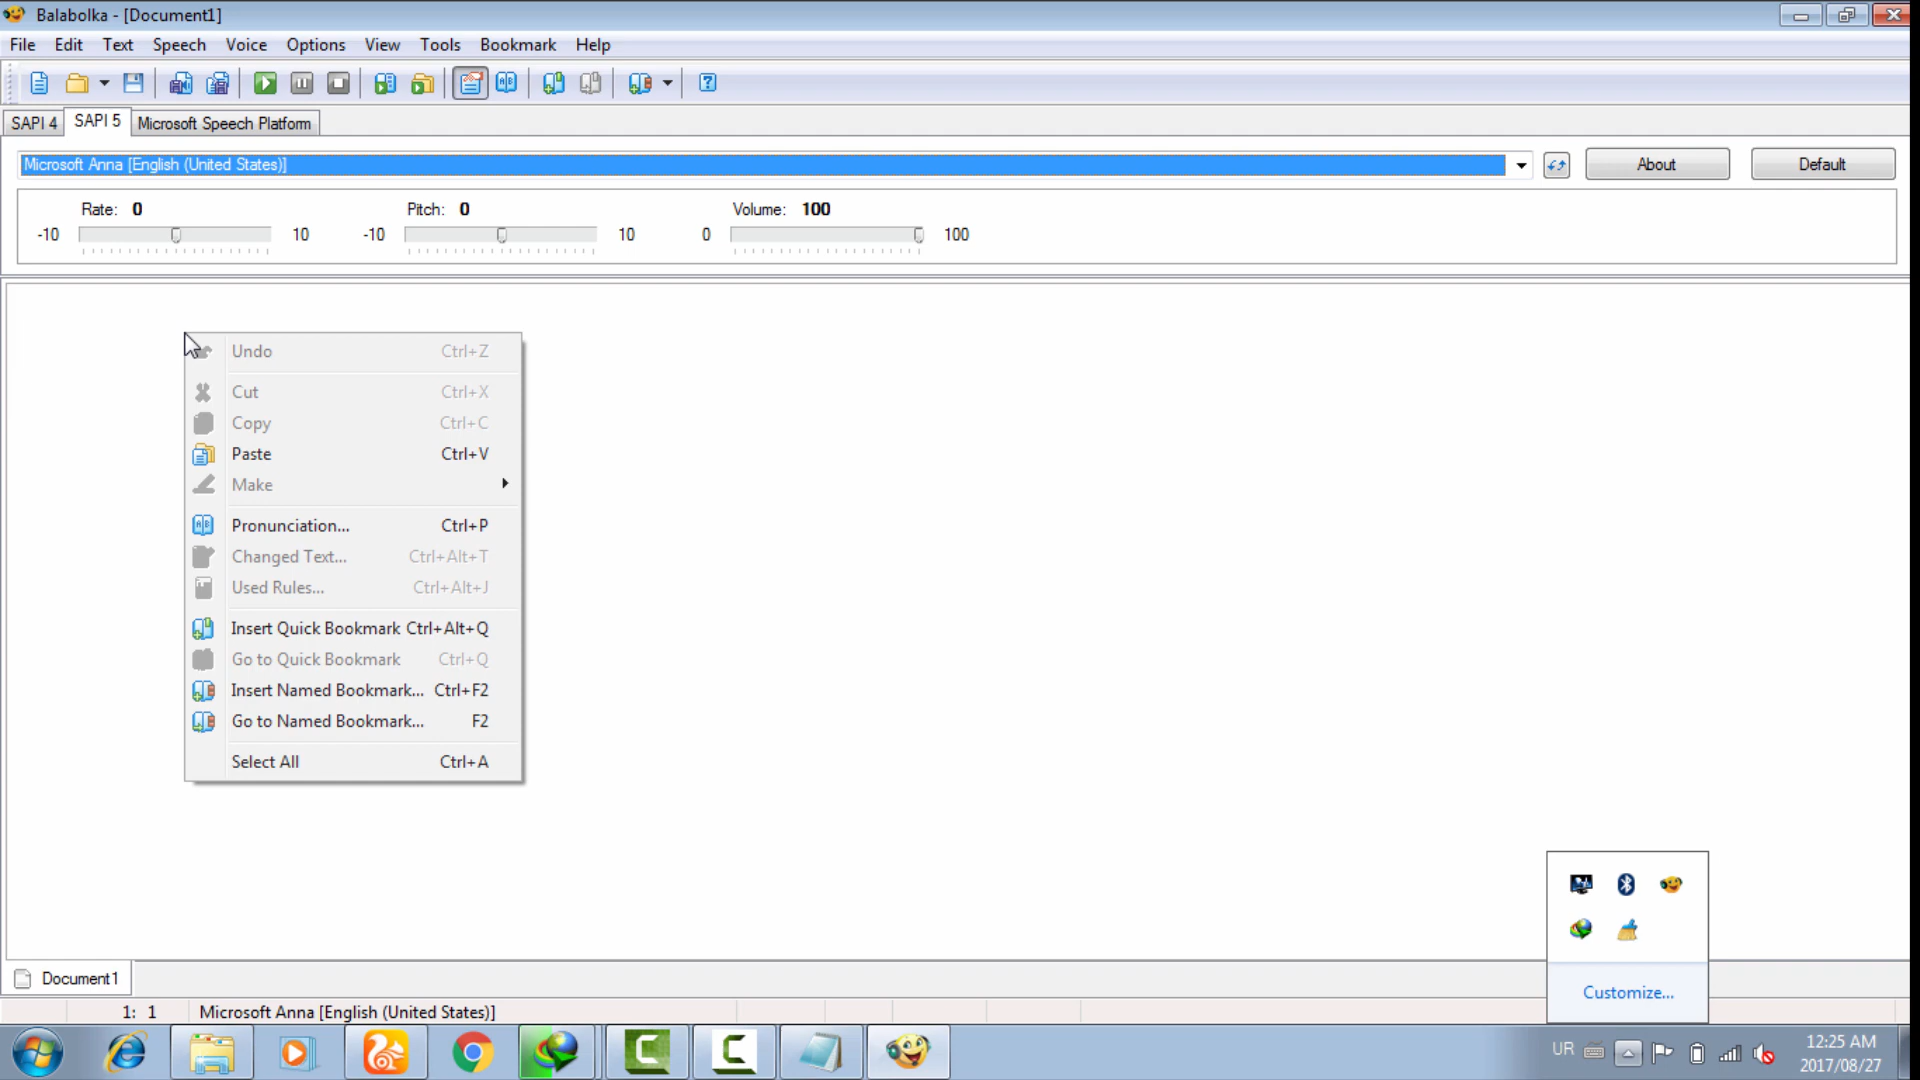 Balabolka - [Document1]
File Edit Text Speech Voice Options View Tools Bookmark Help
SAPI 4 SAPI 5 Microsoft Speech Platform
Microsoft Anna [English (United States)] About Default
Rate: 0 Pitch: 0 Volume: 100
-10 10 -10 10 0 100
Undo Ctrl+Z
Cut Ctrl+X
Copy Ctrl+C
Paste Ctrl+V
Make
Pronunciation... Ctrl+P
Changed Text... Ctrl+Alt+T
Used Rules... Ctrl+Alt+J
Insert Quick Bookmark Ctrl+Alt+Q
Go to Quick Bookmark Ctrl+Q
Insert Named Bookmark... Ctrl+F2
Go to Named Bookmark... F2
Select All Ctrl+A
Customize...
Document1
1: 1 Microsoft Anna [English (United States)]
UR 12:25 AM
2017/08/27